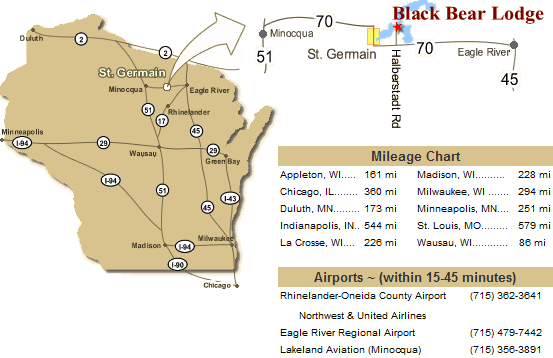 Black Bear Lodge
70
Minocqua
51
St. Germain
70
Eagle River
45
Halberstadt Rd
Duluth
2
2
St. Germain
Minocqua
Eagle River
51
Rhinelander
17
45
Minneapolis
I-94
29
Wausau
29
Green Bay
I-94
51
I-43
45
Madison
I-94
Milwaukee
I-90
Chicago
Mileage Chart
Appleton, WI..... 161 mi Madison, WI.......... 228 mi
Chicago, IL........ 360 mi Milwaukee, WI ...... 294 mi
Duluth, MN........ 173 mi Minneapolis, MN.... 251 mi
Indianapolis, IN.. 544 mi St. Louis, MO........ 579 mi
La Crosse, WI.... 226 mi Wausau, WI............ 86 mi
Airports ~ (within 15-45 minutes)
Rhinelander-Oneida County Airport (715) 362-3641
Northwest & United Airlines
Eagle River Regional Airport (715) 479-7442
Lakeland Aviation (Minocqua) (715) 356-3891